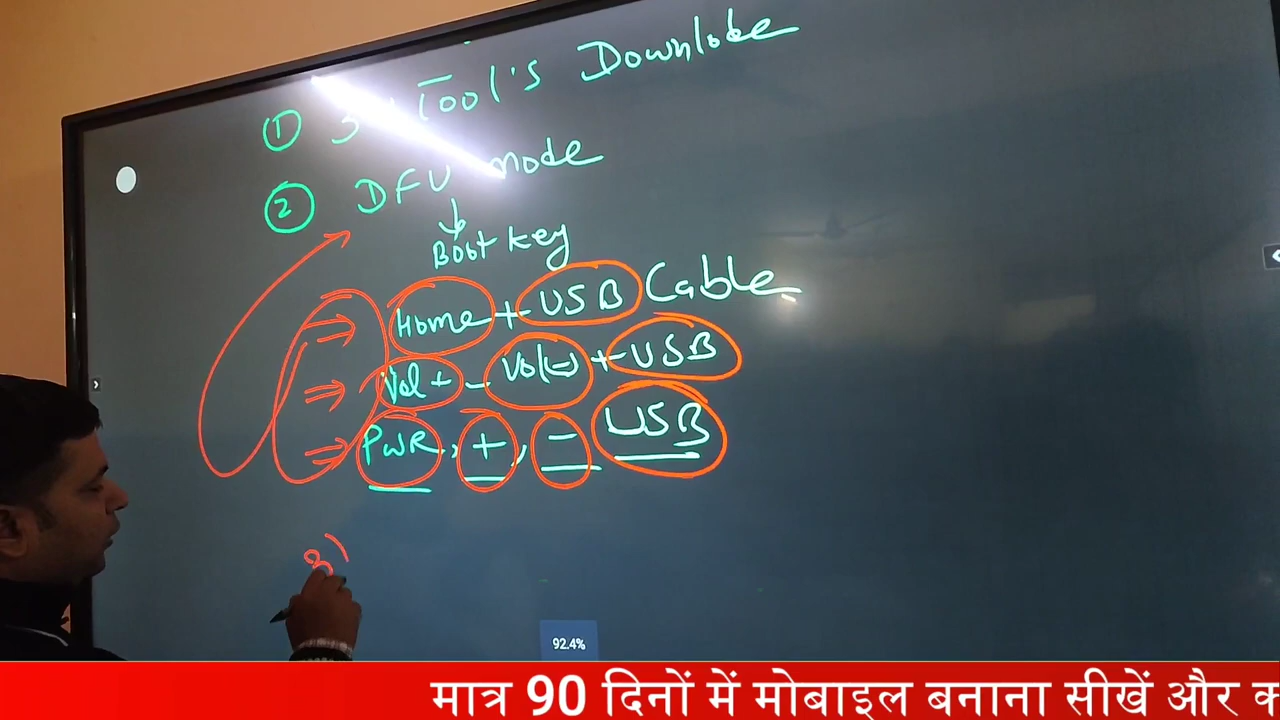 ① Tool's Downlobe
② DFU mode
Boot key
Home + USB Cable
Vol + - Vol(-) + USB
PWR, +, - USB
3)
92.4%
मात्र 90 दिनों में मोबाइल बनाना सीखें और क